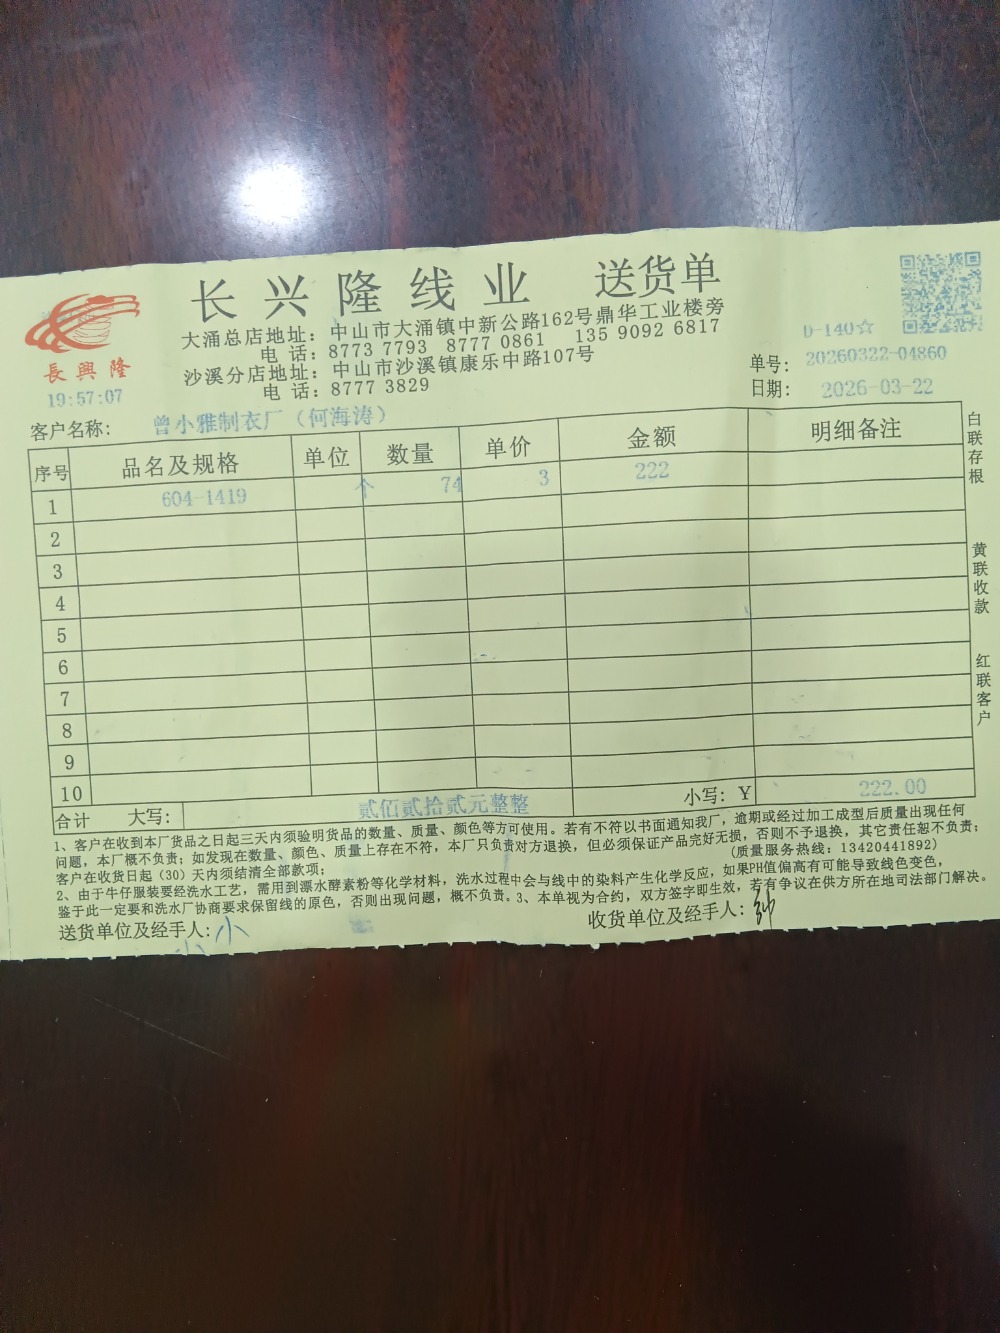 长兴隆线业 送货单
大涌总店地址：中山市大涌镇中新公路162号鼎华工业楼旁
电 话：8773 7793 8777 0861 135 9092 6817
沙溪分店地址：中山市沙溪镇康乐中路107号
电 话：8777 3829
長興隆
19:57:07
D-140☆
单号： 20260322-04860
日期： 2026-03-22
客户名称： 曾小雅制衣厂（何海涛）
序号 品名及规格 单位 数量 单价 金额 明细备注
1 604-1419 个 74 3 222
2
3
4
5
6
7
8
9
10
合计 大写： 贰佰贰拾贰元整整 小写：Y 222.00
白联存根
黄联收款
红联客户
1、客户在收到本厂货品之日起三天内须验明货品的数量、质量、颜色等方可使用。若有不符以书面通知我厂，逾期或经过加工成型后质量出现任何
问题，本厂概不负责；如发现在数量、颜色、质量上存在不符，本厂只负责对方退换，但必须保证产品完好无损，否则不予退换，其它责任恕不负责；
客户在收货日起（30）天内须结清全部款项； (质量服务热线：13420441892)
2、由于牛仔服装要经洗水工艺，需用到漂水酵素粉等化学材料，洗水过程中会与线中的染料产生化学反应，如果PH值偏高有可能导致线色变色，
鉴于此一定要和洗水厂协商要求保留线的原色，否则出现问题，概不负责。3、本单视为合约，双方签字即生效，若有争议在供方所在地司法部门解决。
送货单位及经手人：小 收货单位及经手人：